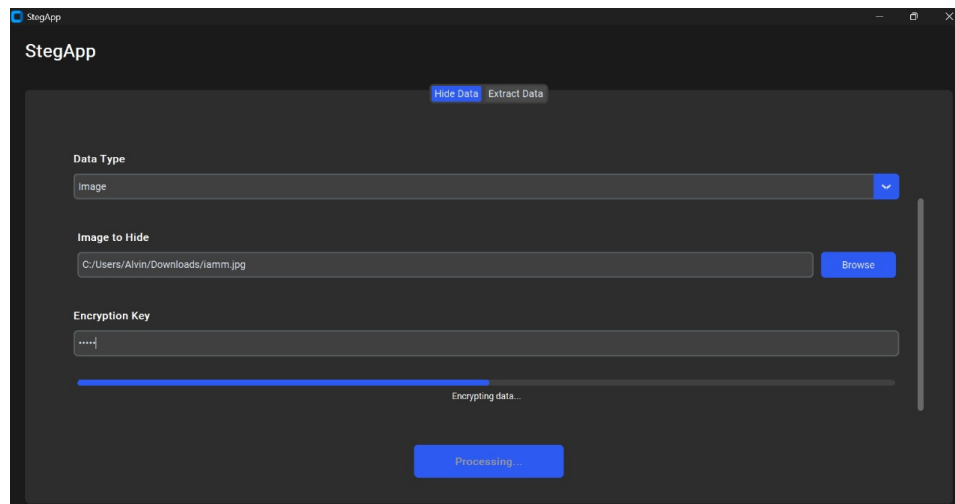 StegApp
StegApp
Hide Data Extract Data
Data Type
Image
Image to Hide
C:/Users/Alvin/Downloads/iamm.jpg
Browse
Encryption Key
•••••
Encrypting data...
Processing...